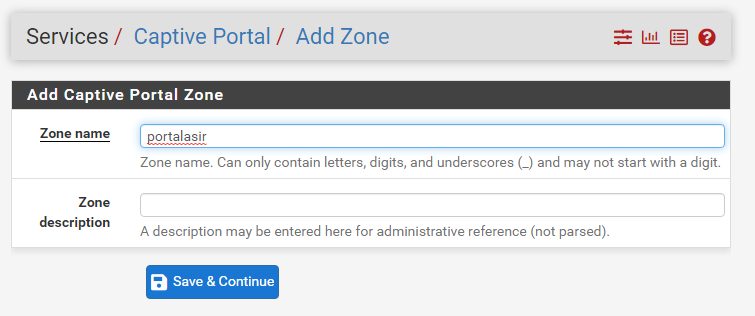 Services / Captive Portal / Add Zone
Add Captive Portal Zone
Zone name
portalasir
Zone name. Can only contain letters, digits, and underscores (_) and may not start with a digit.
Zone
description
A description may be entered here for administrative reference (not parsed).
Save & Continue